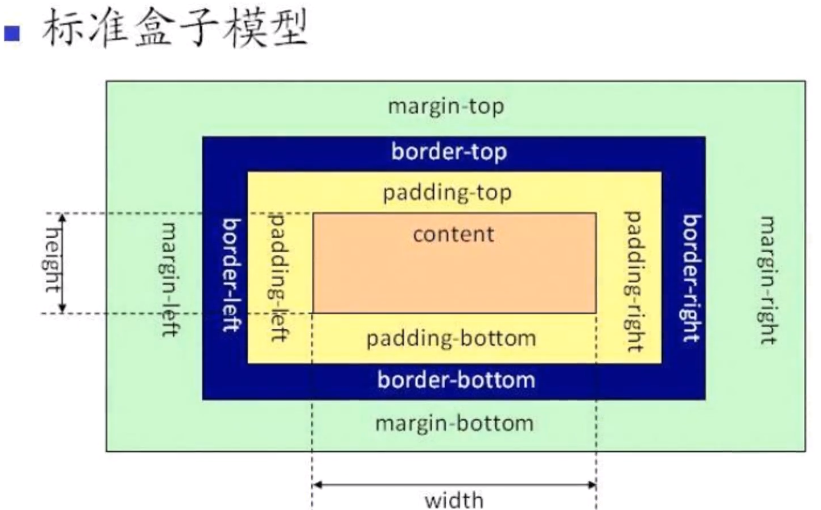 标准盒子模型
margin-top
border-top
padding-top
content
height
margin-left
border-left
padding-left
padding-right
border-right
margin-right
padding-bottom
border-bottom
margin-bottom
width